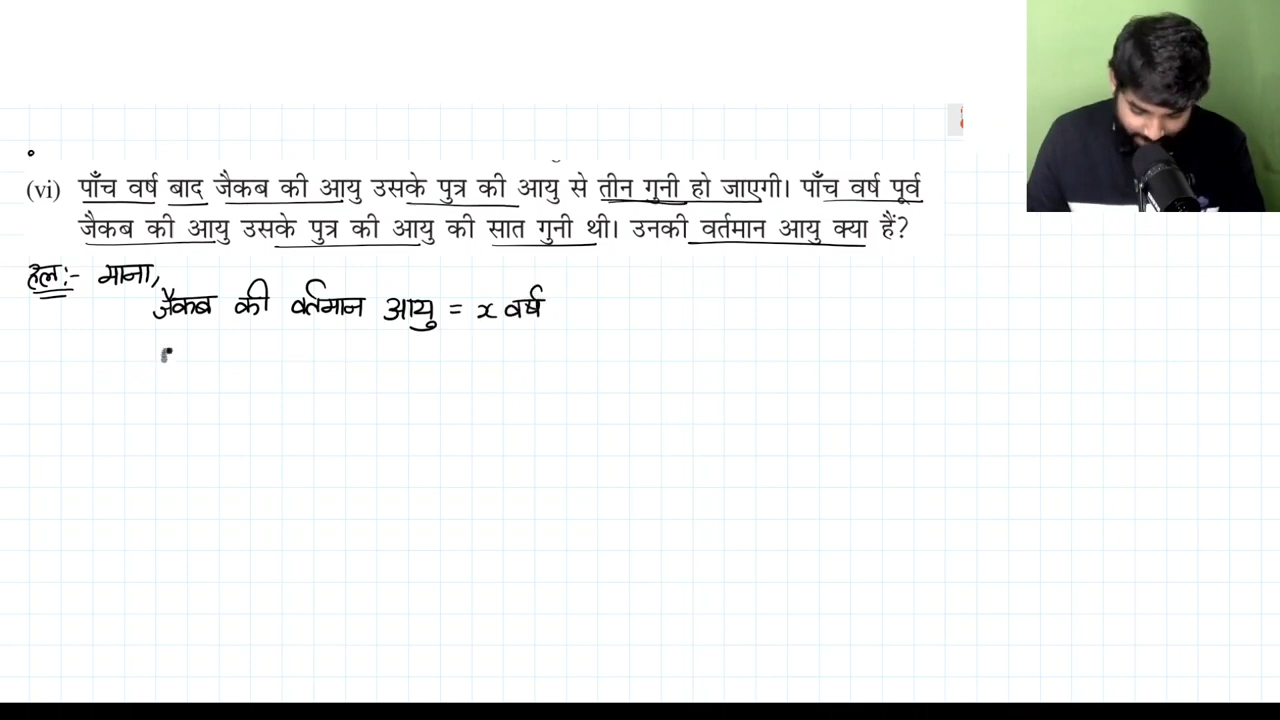 (vi) पाँच वर्ष बाद जैकब की आयु उसके पुत्र की आयु से तीन गुनी हो जाएगी। पाँच वर्ष पूर्व
जैकब की आयु उसके पुत्र की आयु की सात गुनी थी। उनकी वर्तमान आयु क्या हैं?
हल:- माना,
जैकब की वर्तमान आयु = x वर्ष